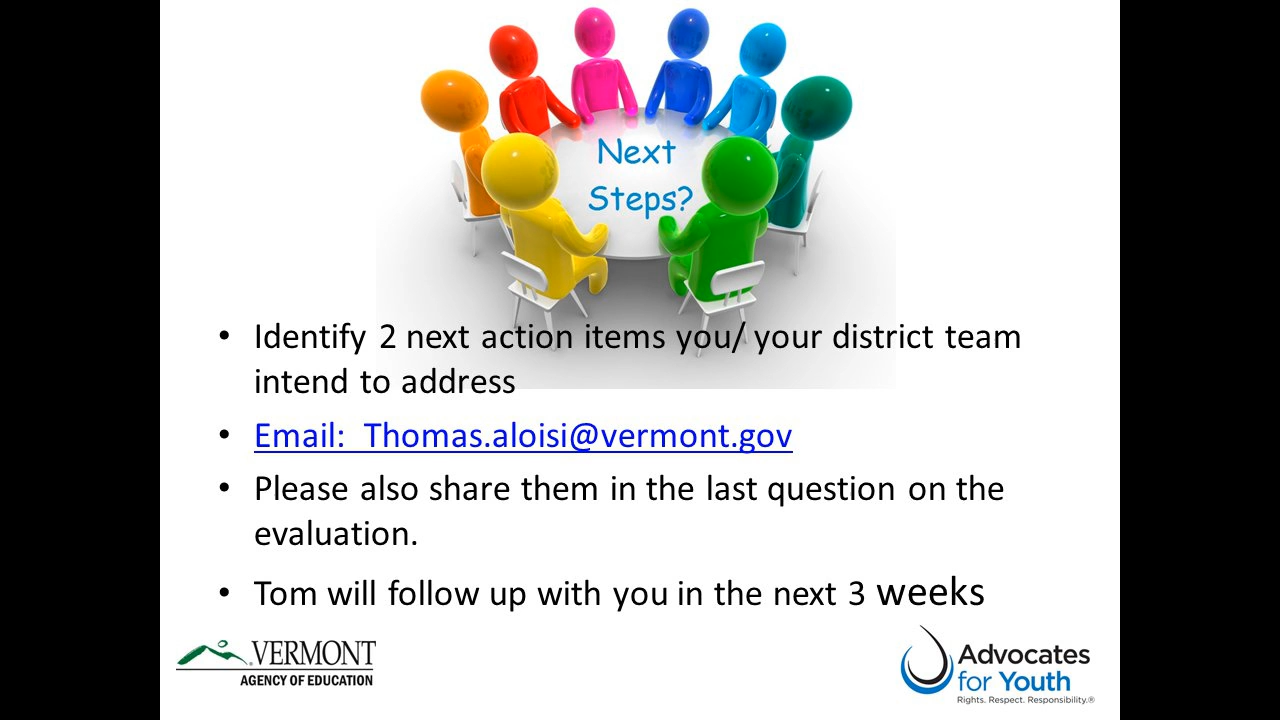 Next
Steps?
• Identify 2 next action items you/ your district team
intend to address
• Email: Thomas.aloisi@vermont.gov
• Please also share them in the last question on the
evaluation.
• Tom will follow up with you in the next 3 weeks
VERMONT
AGENCY OF EDUCATION
Advocates
for Youth
Rights. Respect. Responsibility.®